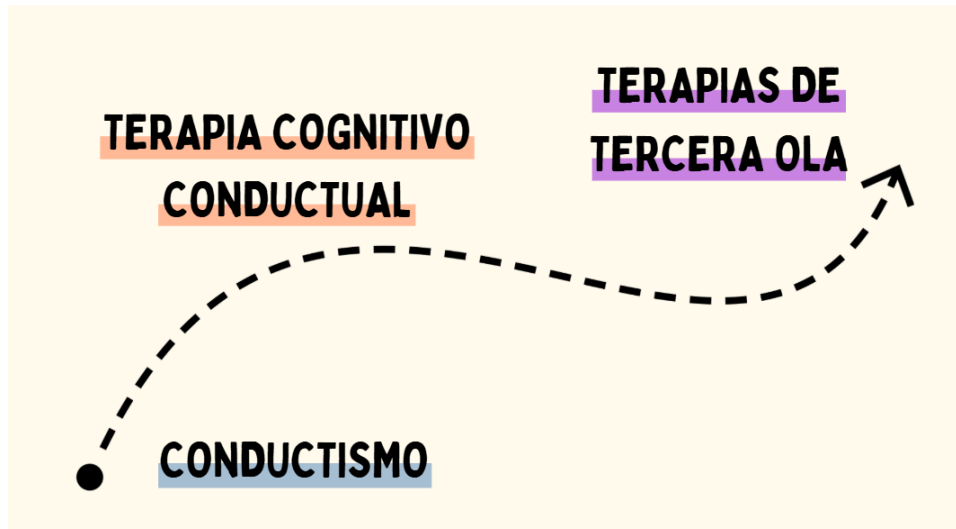 TERAPIA COGNITIVO
CONDUCTUAL
TERAPIAS DE
TERCERA OLA
CONDUCTISMO